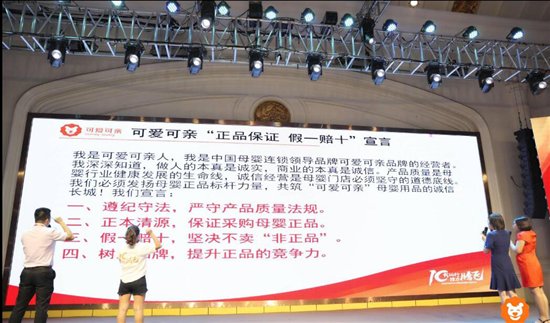 可爱可亲
可爱可亲“正品保证 假一赔十”宣言
我是可爱可亲人，我是中国母婴连锁领导品牌可爱可亲品牌的经营者。
我深深知道，做人的本真是诚实，商业的本真是诚信。产品质量是母
婴行业健康发展的生命线，诚信经营是母婴门店必须坚守的道德底线。
我们必须发扬母婴正品标杆力量，共筑“可爱可亲”母婴用品的诚信
长城！我们宣言：
一、遵纪守法，严守产品质量法规。
二、正本清源，保证采购母婴正品。
三、假一赔十，坚决不卖“非正品”。
四、树 品牌，提升正品的竞争力。
10